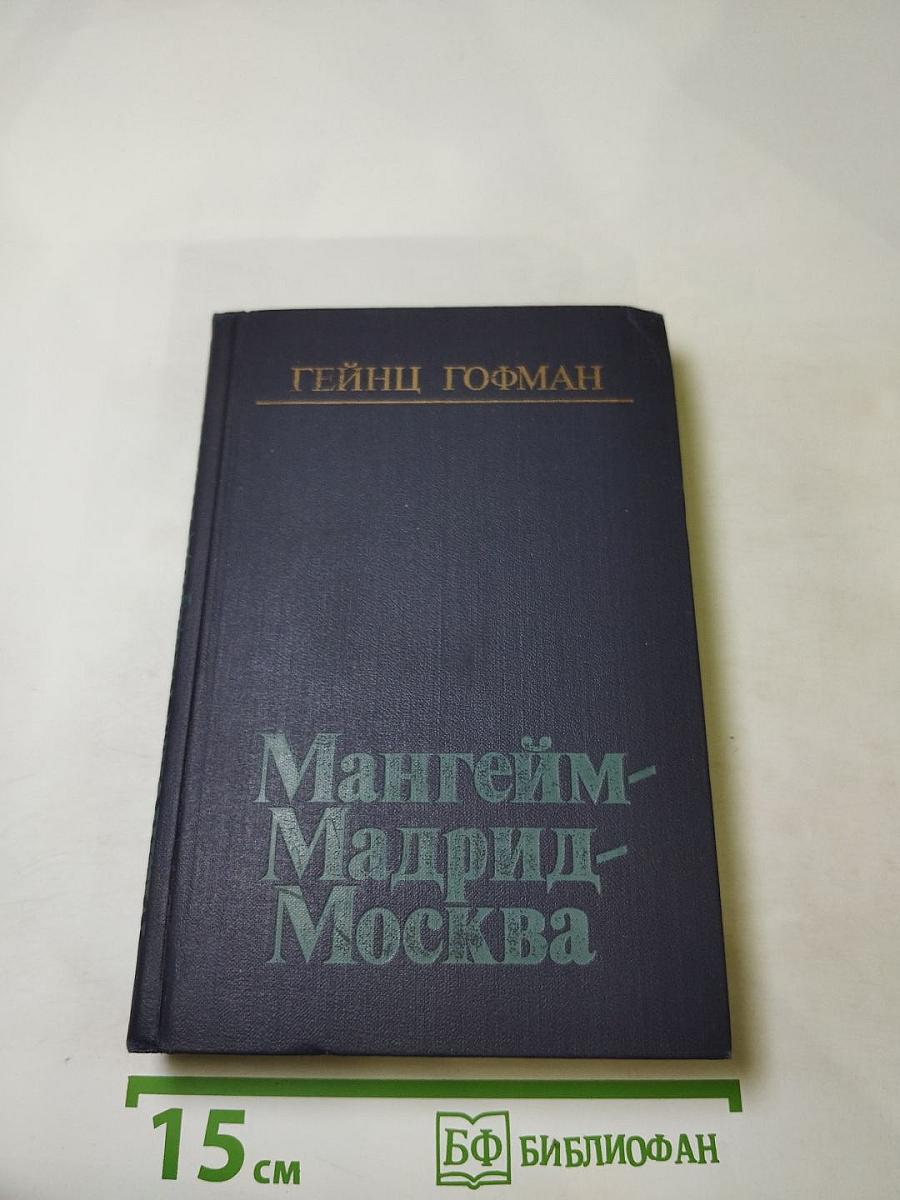 ГЕЙНЦ ГОФМАН
Мангейм-
Мадрид-
Москва
15 см
БФ БИБЛИОФАН